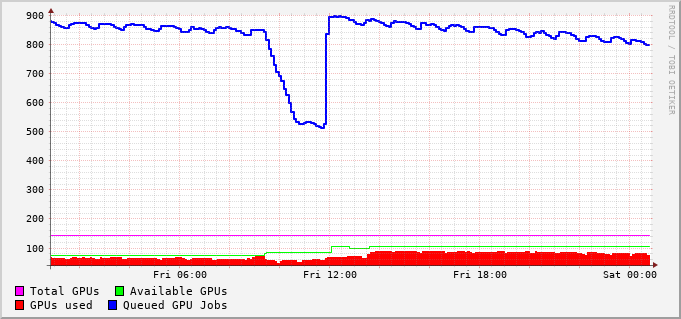 900
800
700
600
500
400
300
200
100
Fri 06:00 Fri 12:00 Fri 18:00 Sat 00:00
Total GPUs Available GPUs
GPUs used Queued GPU Jobs
RRDTOOL / TOBI OETIKER